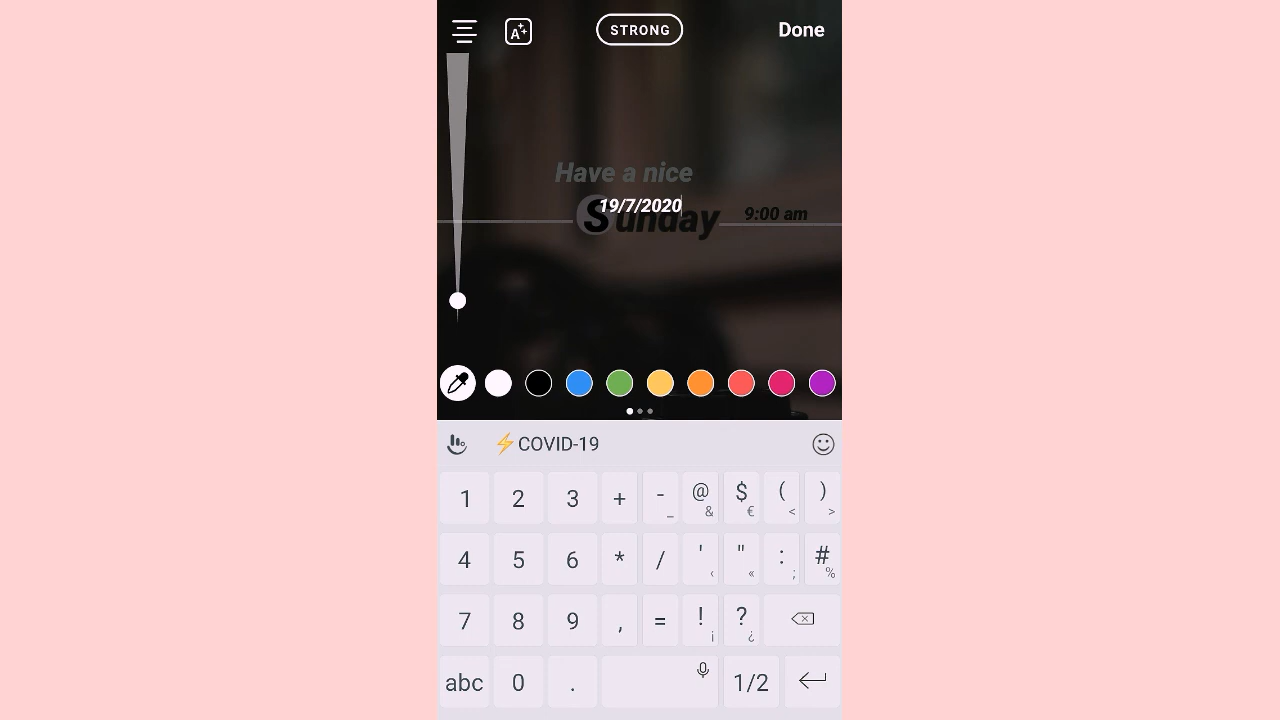 STRONG
Done
Have a nice
19/7/2020
Sunday
9:00 am
⚡COVID-19
1 2 3 + - _ @ & $ € ( < ) >
4 5 6 * / ' ‹ " « : ; # %
7 8 9 , = ! ¡ ? ¿
abc 0 . 1/2